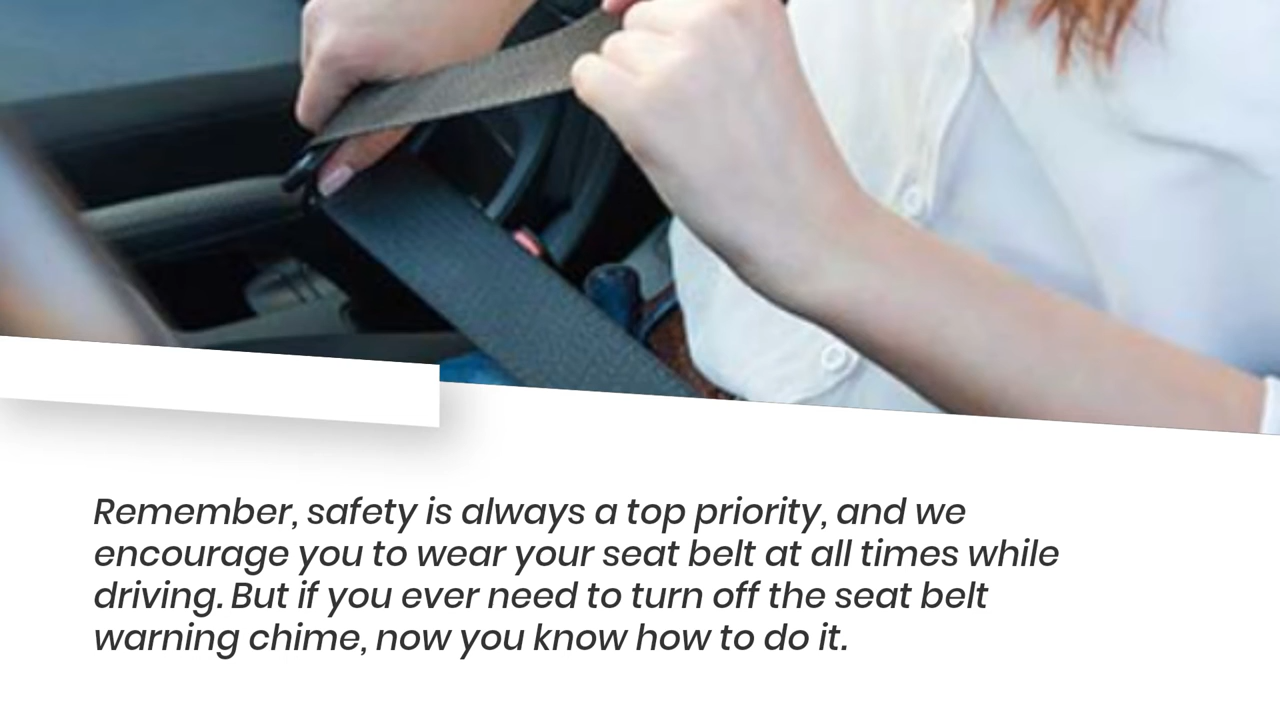 Remember, safety is always a top priority, and we
encourage you to wear your seat belt at all times while
driving. But if you ever need to turn off the seat belt
warning chime, now you know how to do it.